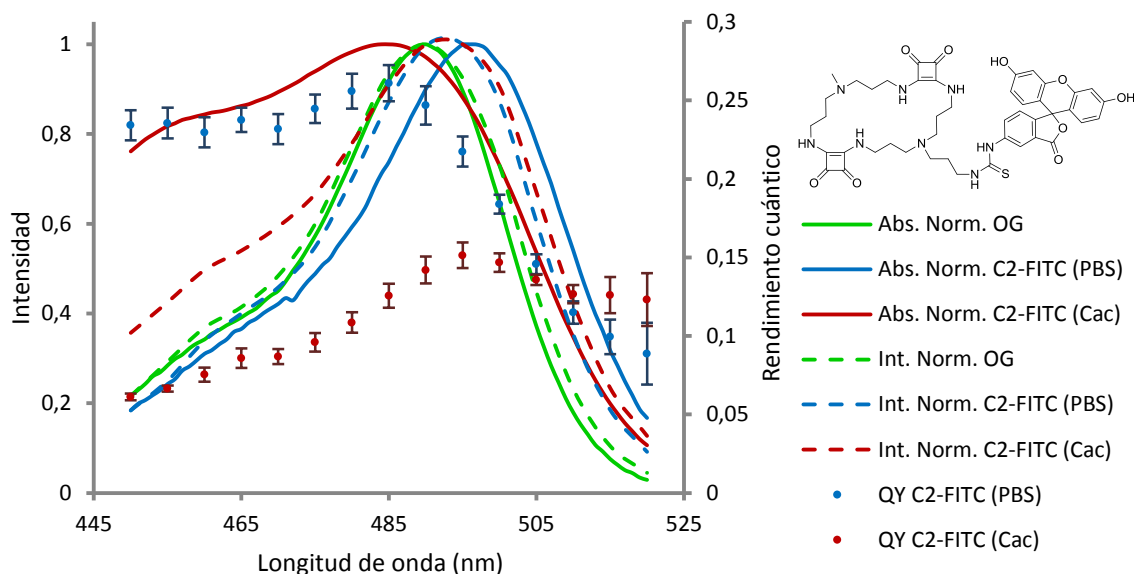 Intensidad
1
0,8
0,6
0,4
0,2
0
0,3
0,25
0,2
0,15
0,1
0,05
0
Rendimiento cuántico
445
465
485
505
525
Longitud de onda (nm)
O O
N
N
H
NH
HN
H
N
N
O O
N
H
S
NH
HO
O
OH
O
O
Abs. Norm. OG
Abs. Norm. C2-FITC (PBS)
Abs. Norm. C2-FITC (Cac)
Int. Norm. OG
Int. Norm. C2-FITC (PBS)
Int. Norm. C2-FITC (Cac)
QY C2-FITC (PBS)
QY C2-FITC (Cac)